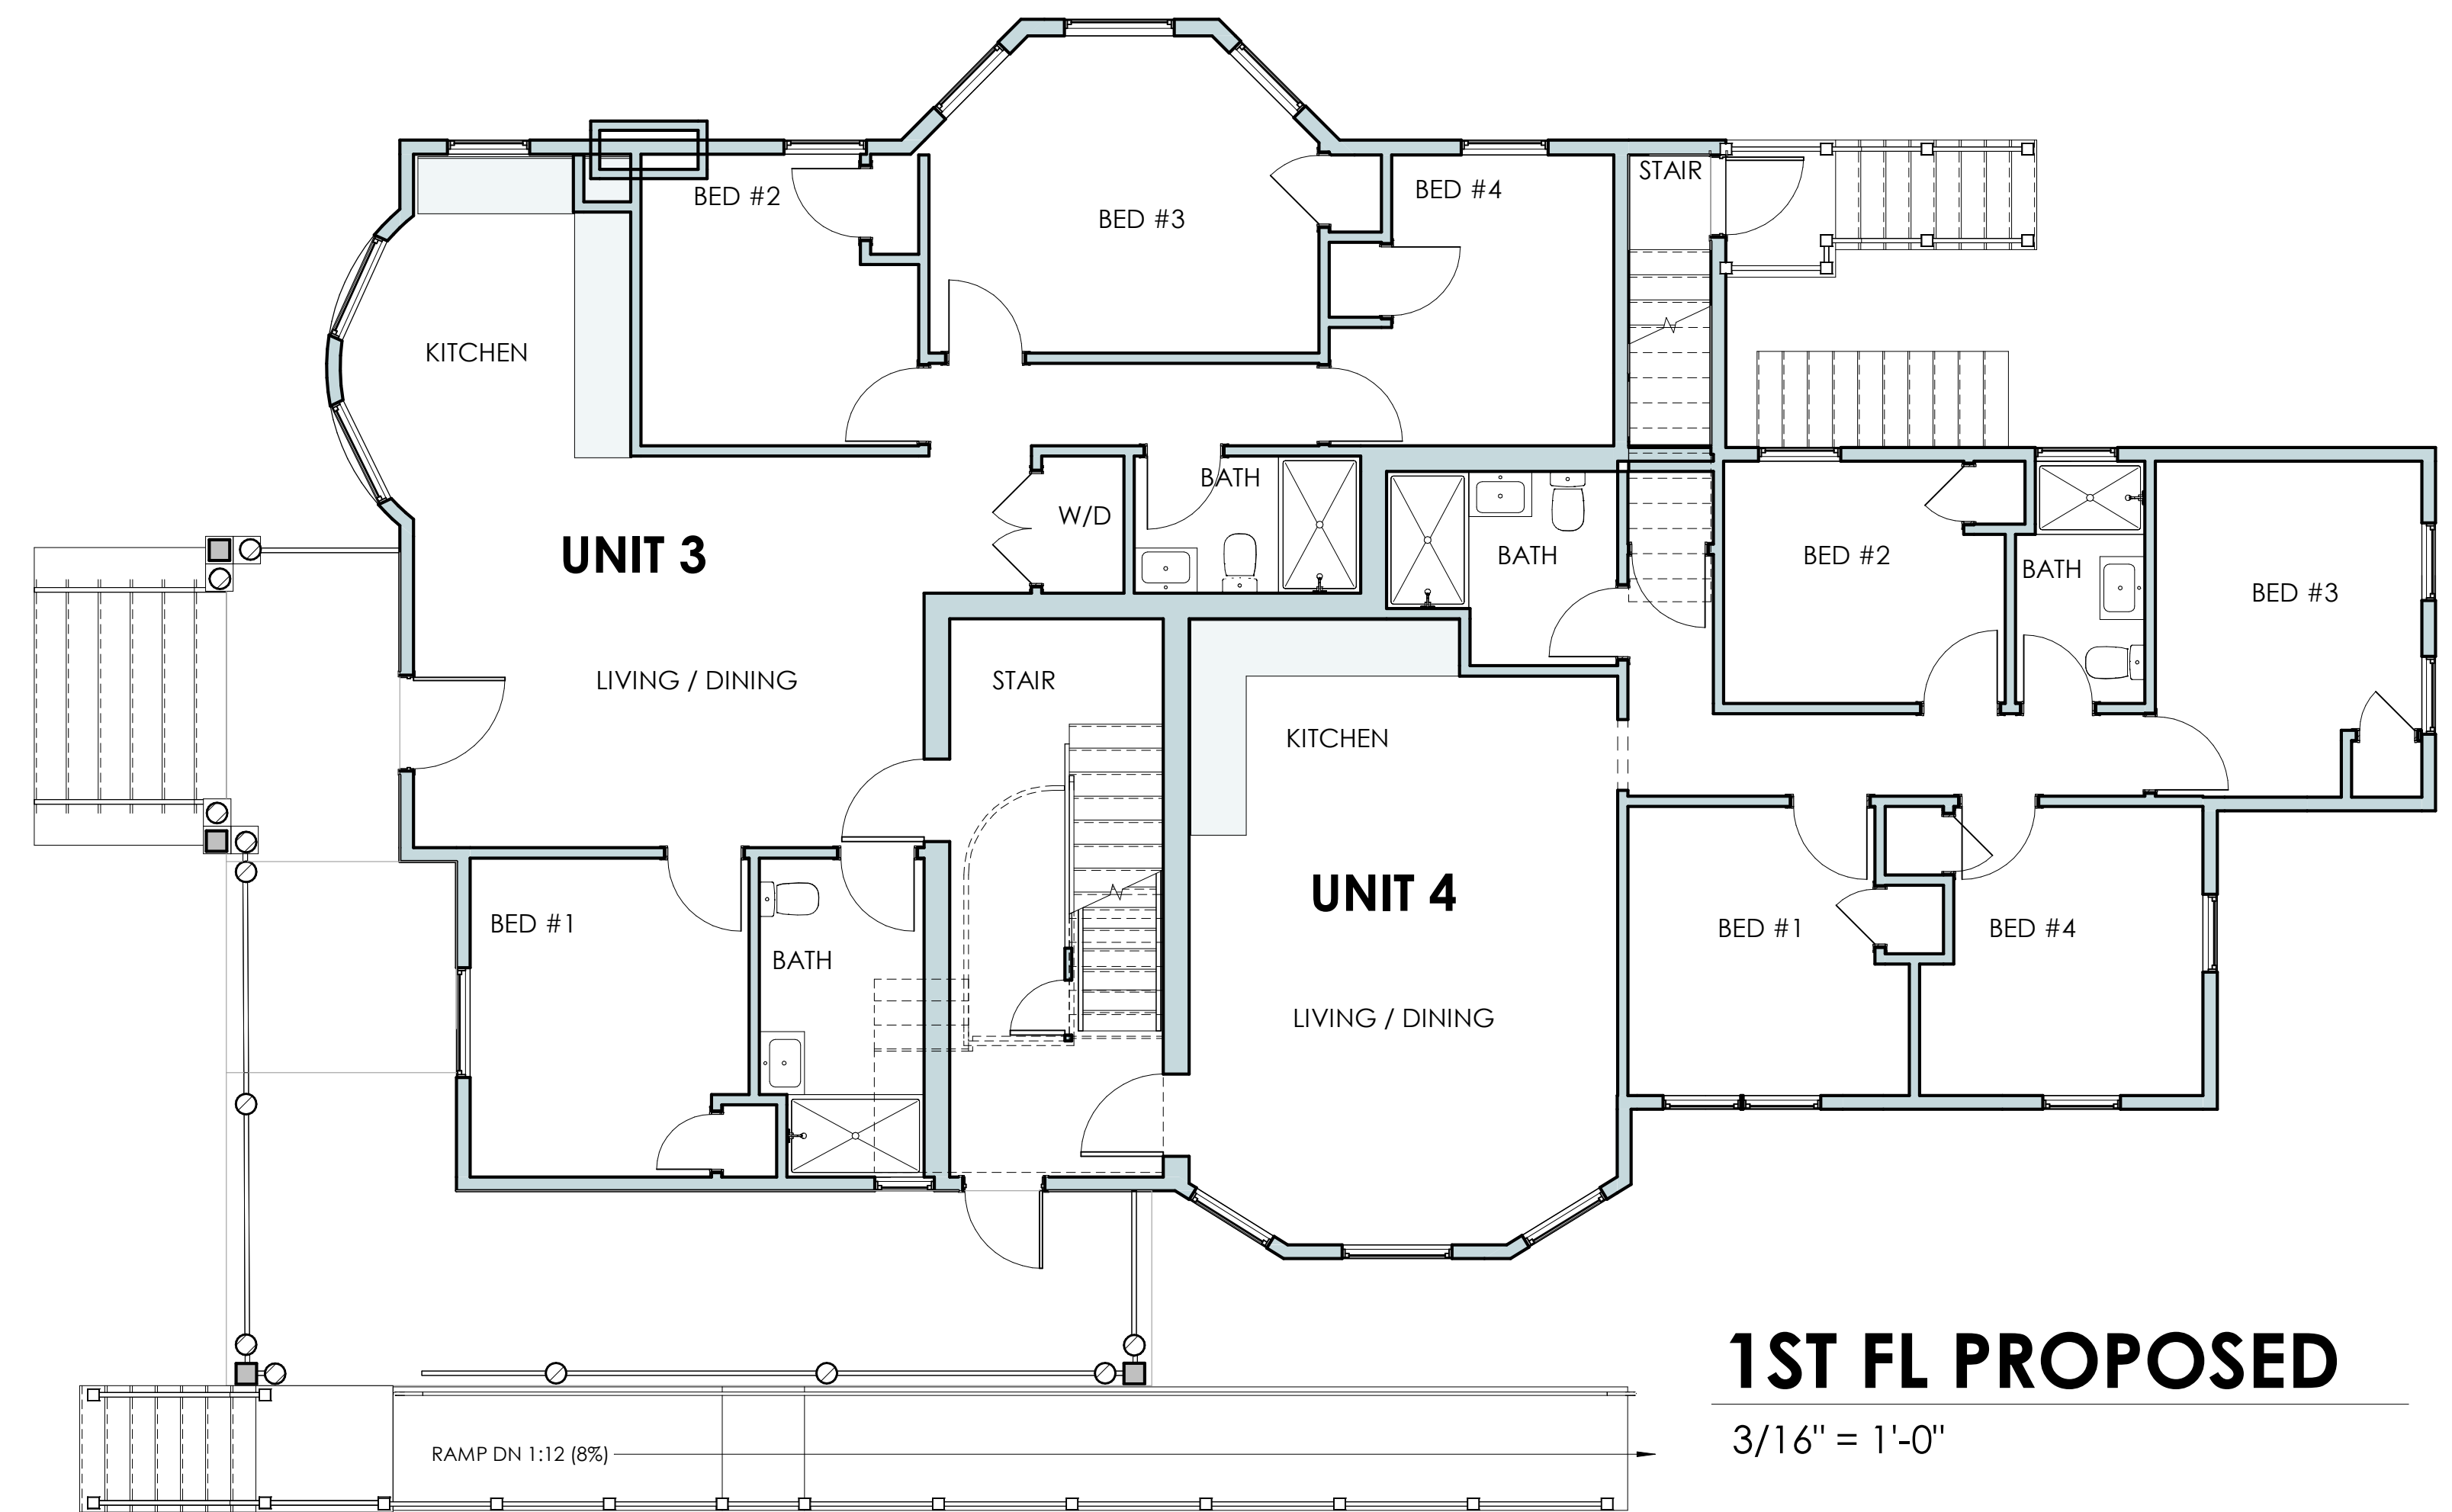 STAIR
BED #2
BED #4
BED #3
KITCHEN
BATH
W/D
UNIT 3
BATH
BED #2
BATH
BED #3
LIVING / DINING
STAIR
KITCHEN
UNIT 4
BED #1
BED #1
BED #4
BATH
LIVING / DINING
1ST FL PROPOSED
3/16" = 1'-0"
RAMP DN 1:12 (8%)